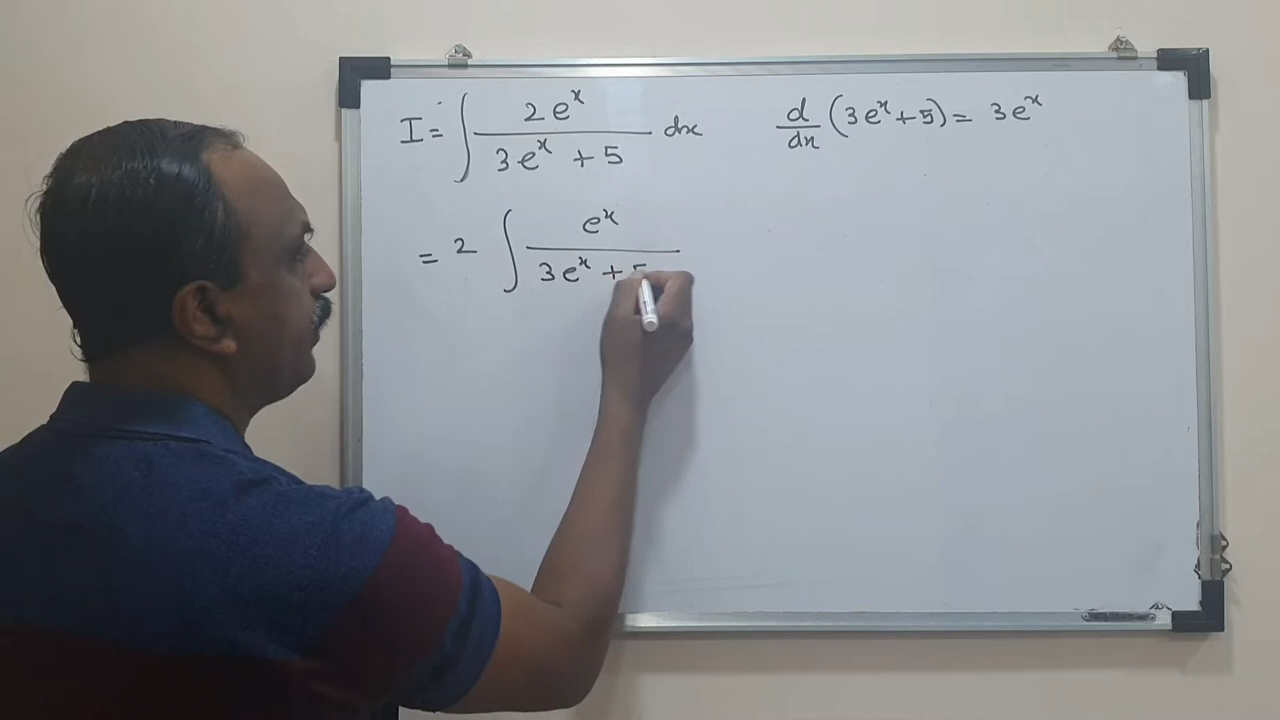 I = ∫ 2e^x / (3e^x + 5) dx
d/dx (3e^x + 5) = 3e^x
= 2 ∫ e^x / (3e^x + 5